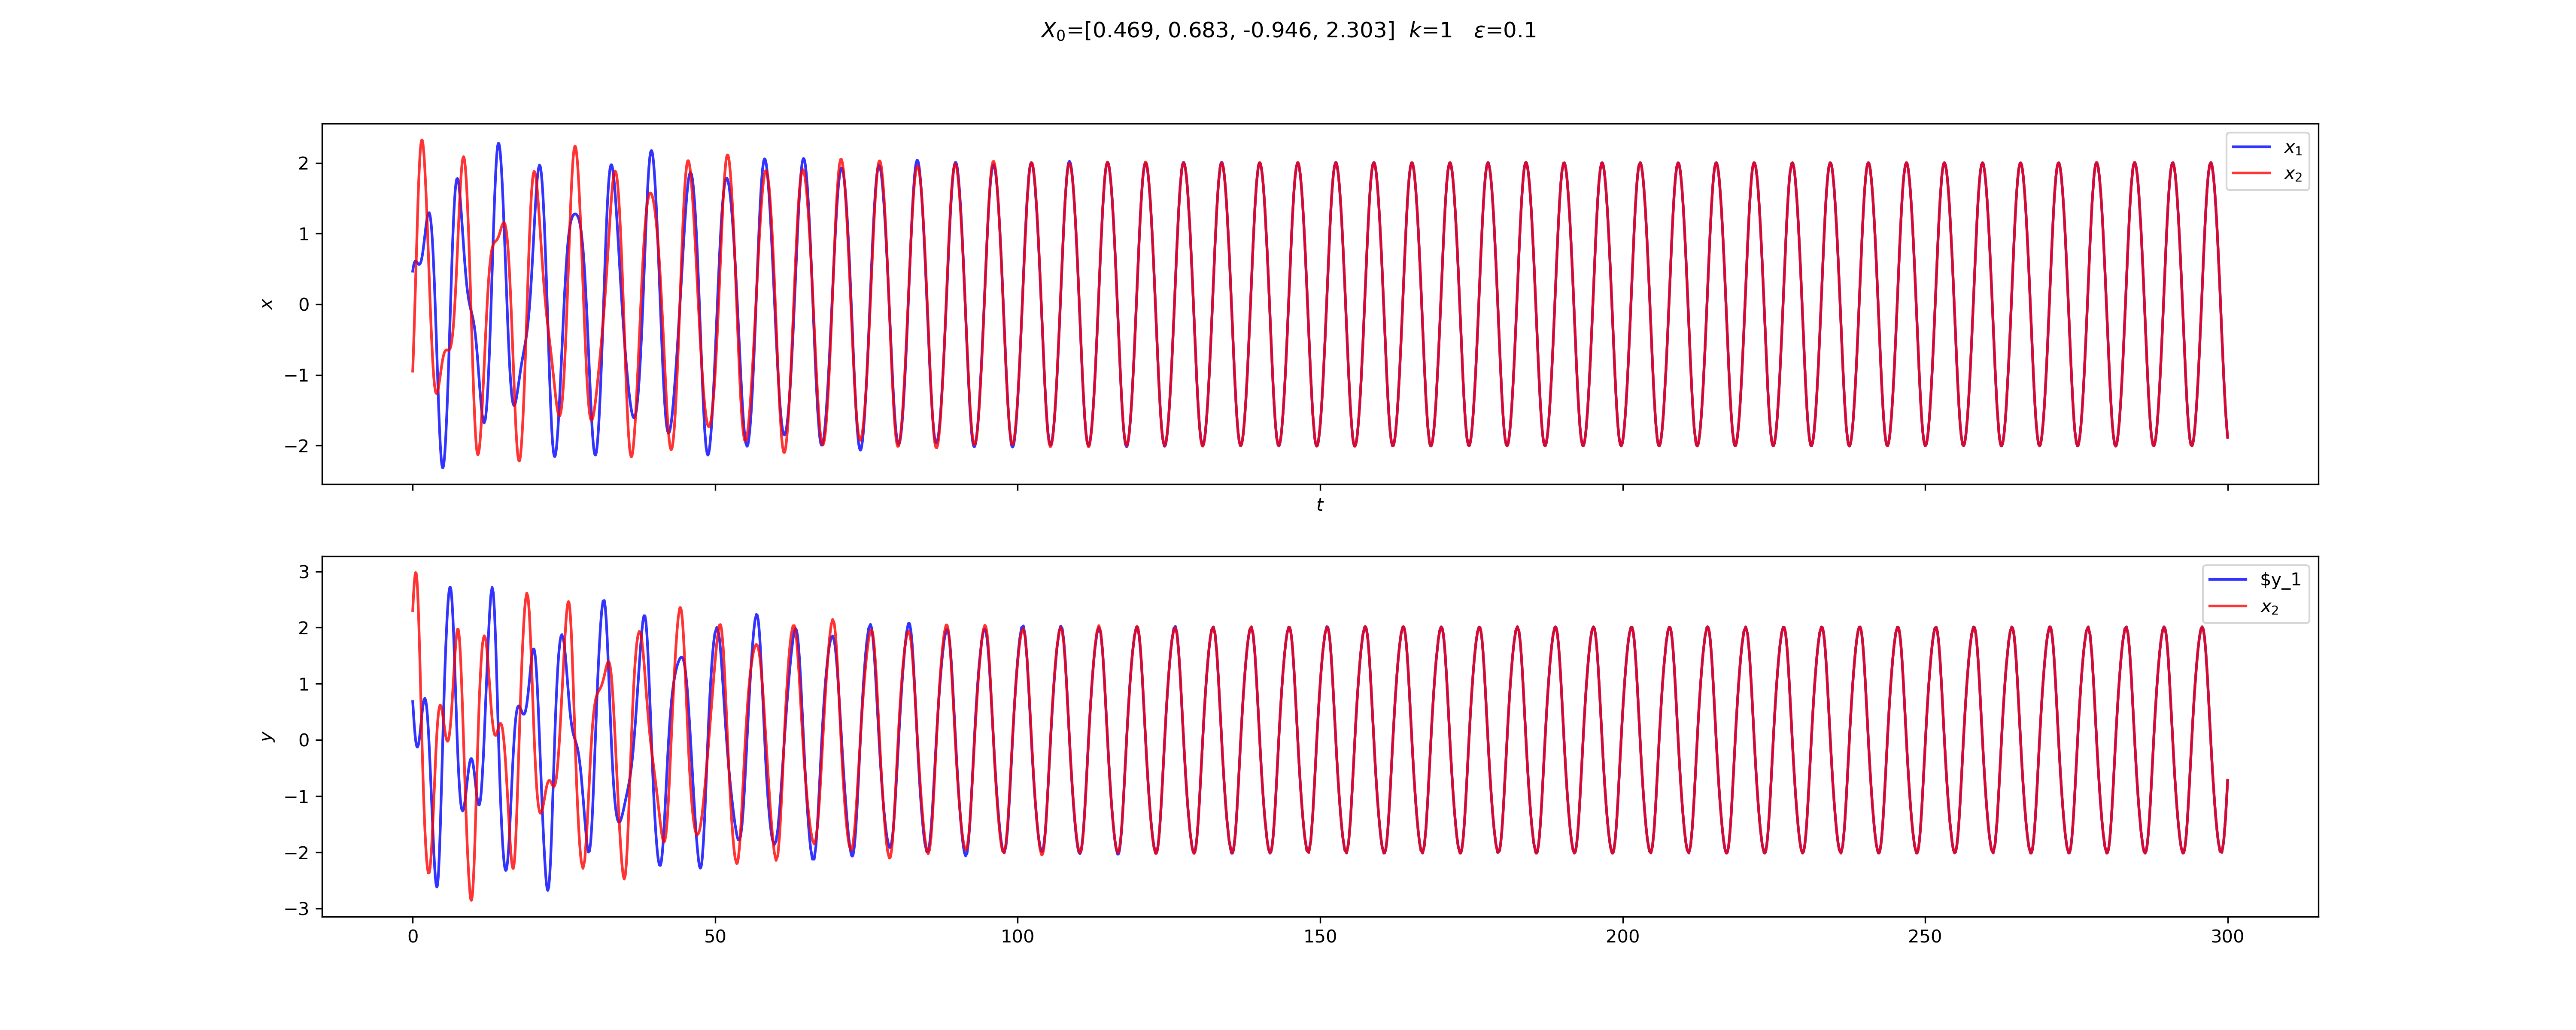 X₀=[0.469, 0.683, -0.946, 2.303]  k=1   ε=0.1
2
1
0
−1
−2
x
x₁
x₂
t
3
2
1
0
−1
−2
−3
y
$y_1
x₂
0 50 100 150 200 250 300